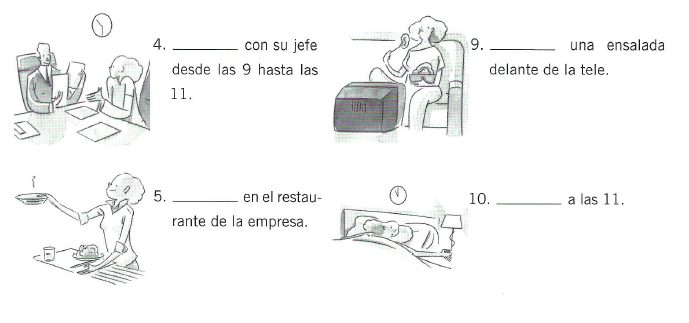 4. ________ con su jefe
desde las 9 hasta las
11.
5. ________ en el restau-
rante de la empresa.
9. ________ una ensalada
delante de la tele.
10. ________ a las 11.